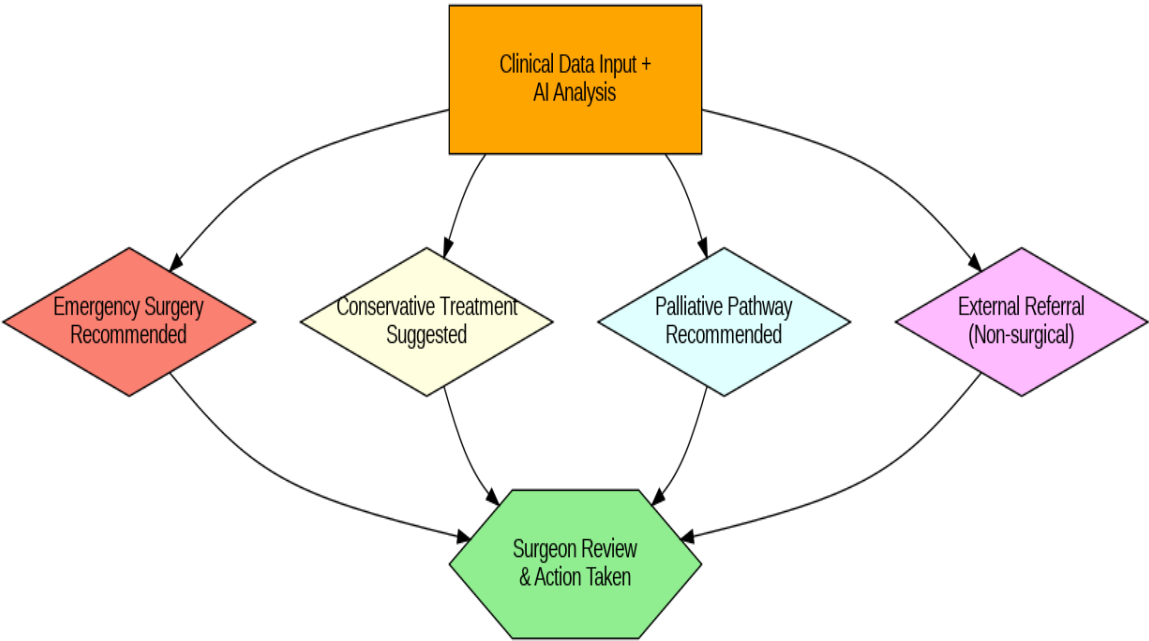 Clinical Data Input +
AI Analysis
Emergency Surgery
Recommended
Conservative Treatment
Suggested
Palliative Pathway
Recommended
External Referral
(Non-surgical)
Surgeon Review
& Action Taken